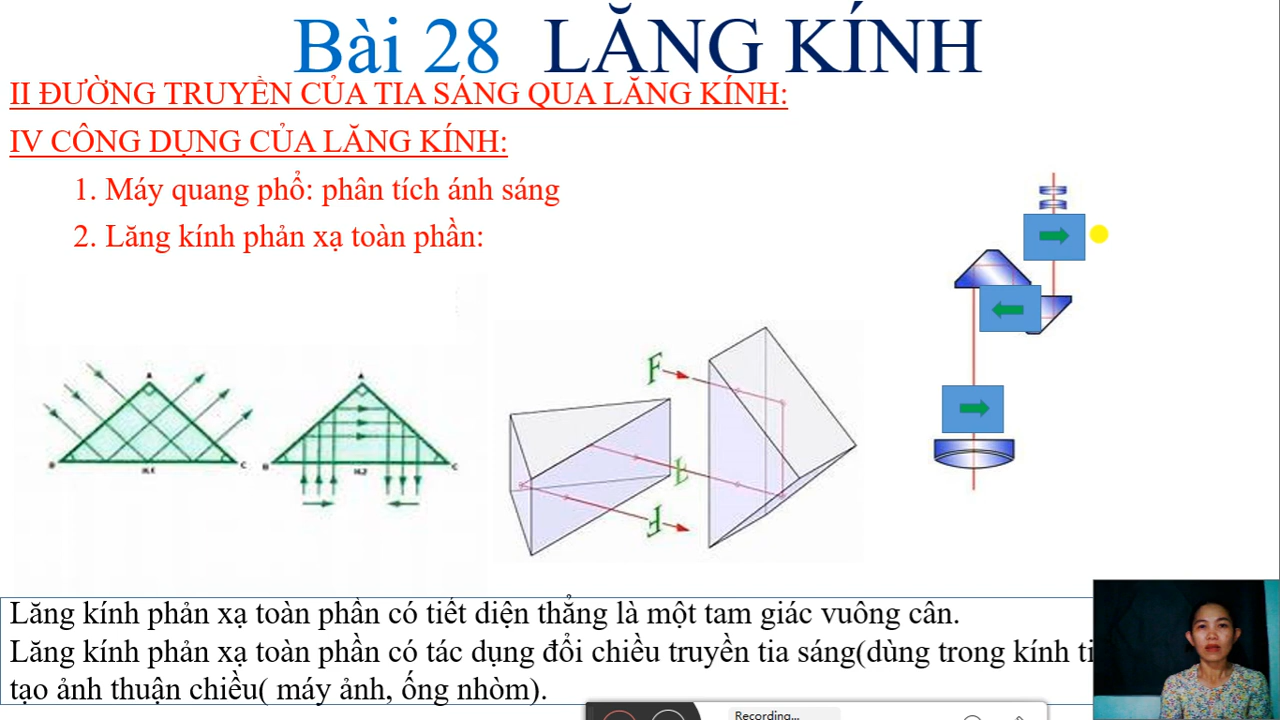 Bài 28 LĂNG KÍNH
II ĐƯỜNG TRUYỀN CỦA TIA SÁNG QUA LĂNG KÍNH:
IV CÔNG DỤNG CỦA LĂNG KÍNH:
1. Máy quang phổ: phân tích ánh sáng
2. Lăng kính phản xạ toàn phần:
F
A
A
F
B
C
B
C
H.1
H.2
F
Lăng kính phản xạ toàn phần có tiết diện thẳng là một tam giác vuông cân.
Lăng kính phản xạ toàn phần có tác dụng đổi chiều truyền tia sáng(dùng trong kính ti
tạo ảnh thuận chiều( máy ảnh, ống nhòm).
Recording...